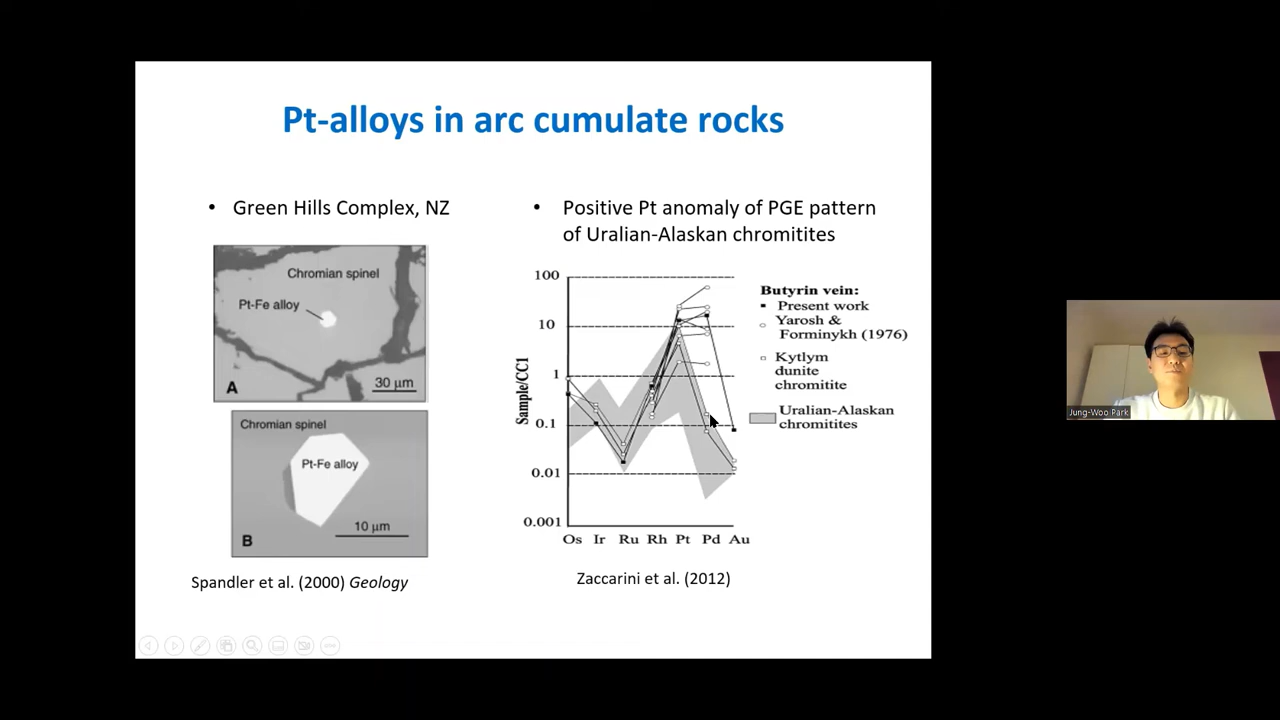 Pt-alloys in arc cumulate rocks
• Green Hills Complex, NZ
Chromian spinel
Pt-Fe alloy
A
30 μm
Chromian spinel
Pt-Fe alloy
10 μm
B
Spandler et al. (2000) Geology
• Positive Pt anomaly of PGE pattern
of Uralian-Alaskan chromitites
100
10
1
0.1
0.01
0.001
Sample/CC1
Os Ir Ru Rh Pt Pd Au
Butyrin vein:
Present work
Yarosh &
Forminykh (1976)
Kytlym
dunite
chromitite
Uralian-Alaskan
chromitites
Zaccarini et al. (2012)
Jung-Woo Park